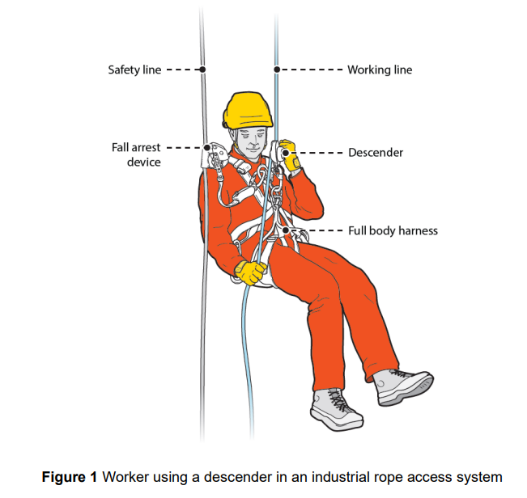 Safety line
Working line
Fall arrest
device
Descender
Full body harness
Figure 1 Worker using a descender in an industrial rope access system